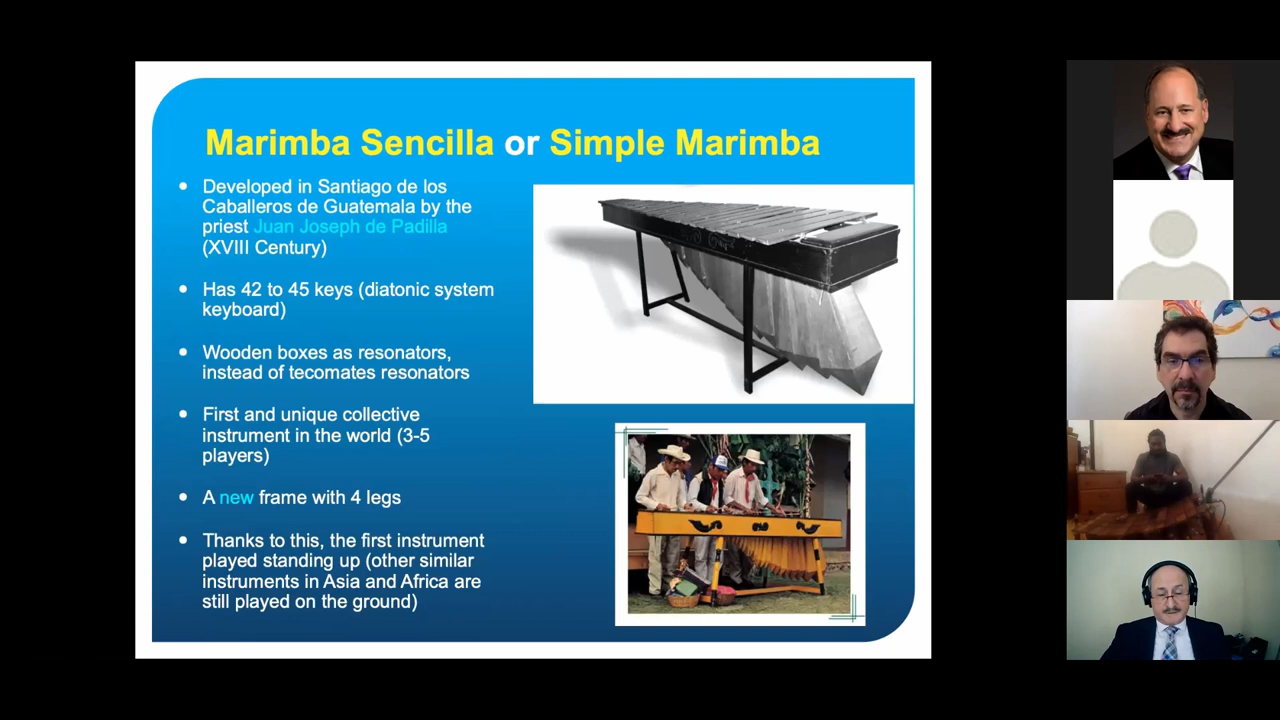 Marimba Sencilla or Simple Marimba
Developed in Santiago de los
Caballeros de Guatemala by the
priest Juan Joseph de Padilla
(XVIII Century)
Has 42 to 45 keys (diatonic system
keyboard)
Wooden boxes as resonators,
instead of tecomates resonators
First and unique collective
instrument in the world (3-5
players)
A new frame with 4 legs
Thanks to this, the first instrument
played standing up (other similar
instruments in Asia and Africa are
still played on the ground)